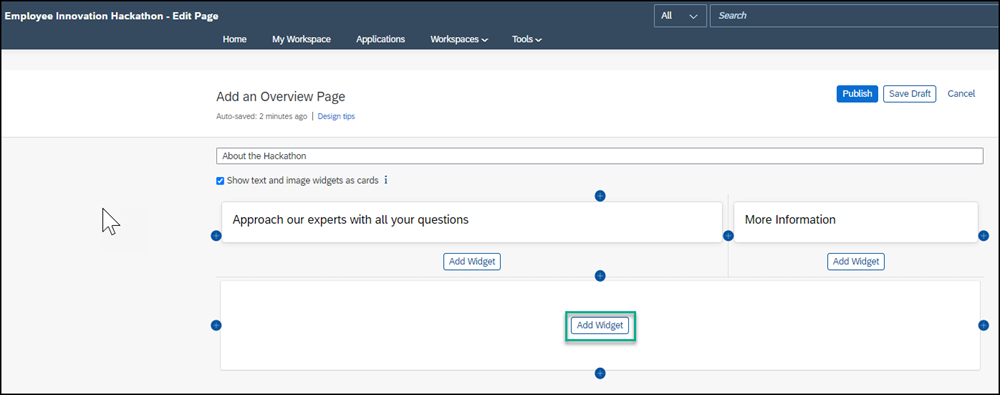 Employee Innovation Hackathon - Edit Page
All
Search
Home
My Workspace
Applications
Workspaces
Tools
Add an Overview Page
Publish
Save Draft
Cancel
Auto-saved: 2 minutes ago | Design tips
About the Hackathon
Show text and image widgets as cards i
Approach our experts with all your questions
More Information
Add Widget
Add Widget
Add Widget